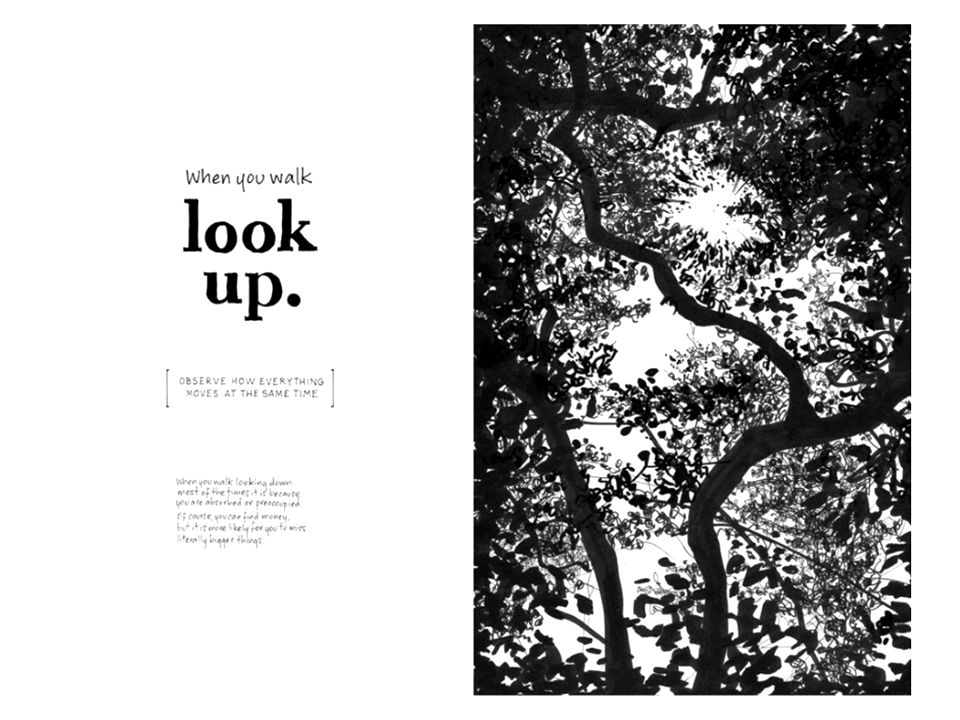 When you walk
look
up.
OBSERVE HOW EVERYTHING
MOVES AT THE SAME TIME
When you walk looking down
most of the times it is because
you are absorbed or preoccupied.
Of course, you can find money,
but it is more likely for you to miss
literally bigger things.